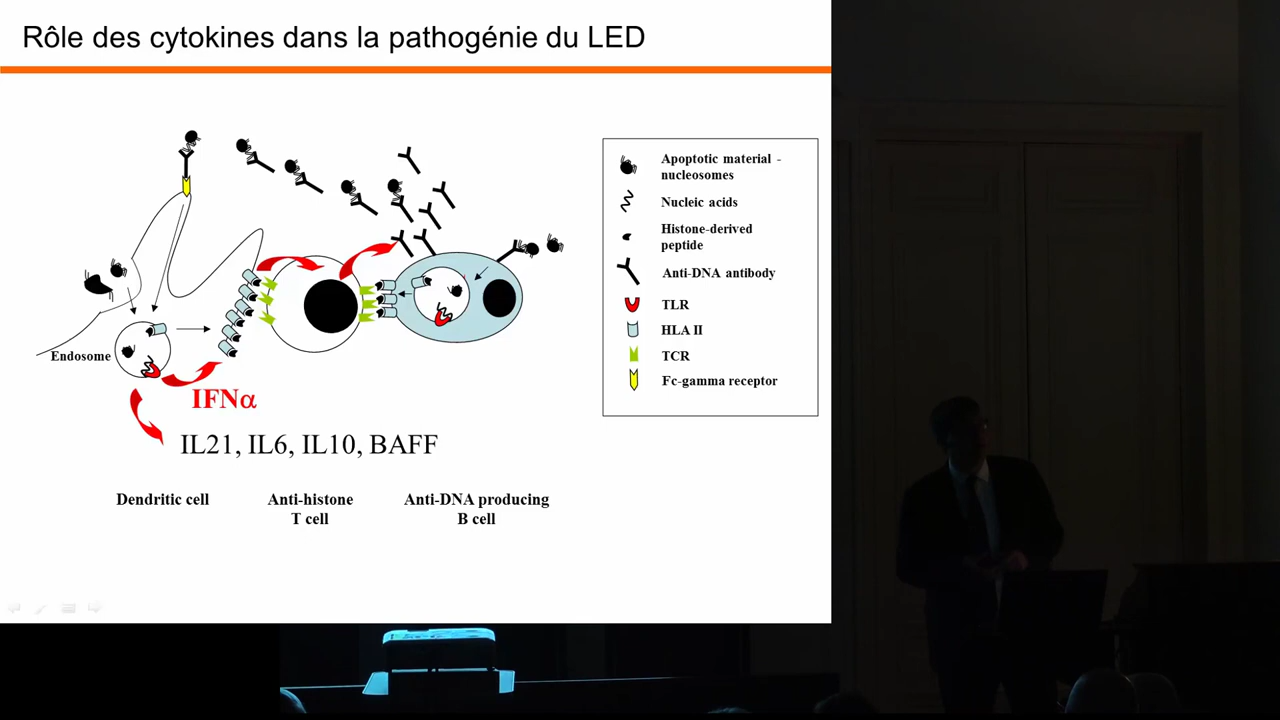 Rôle des cytokines dans la pathogénie du LED
Apoptotic material -
nucleosomes
Nucleic acids
Histone-derived
peptide
Anti-DNA antibody
TLR
HLA II
TCR
Fc-gamma receptor
Endosome
IFNα
IL21, IL6, IL10, BAFF
Dendritic cell
Anti-histone
T cell
Anti-DNA producing
B cell